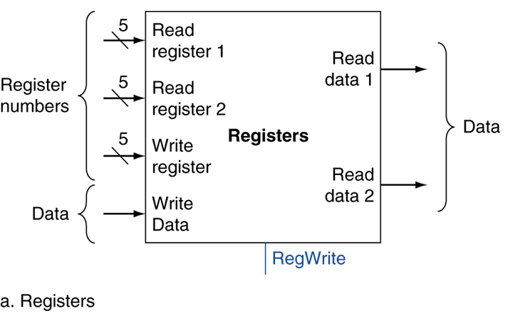 5
Read
register 1
5
Read
register 2
5
Write
register
Write
Data
Register
numbers
Data
Registers
Read
data 1
Read
data 2
Data
RegWrite
a. Registers